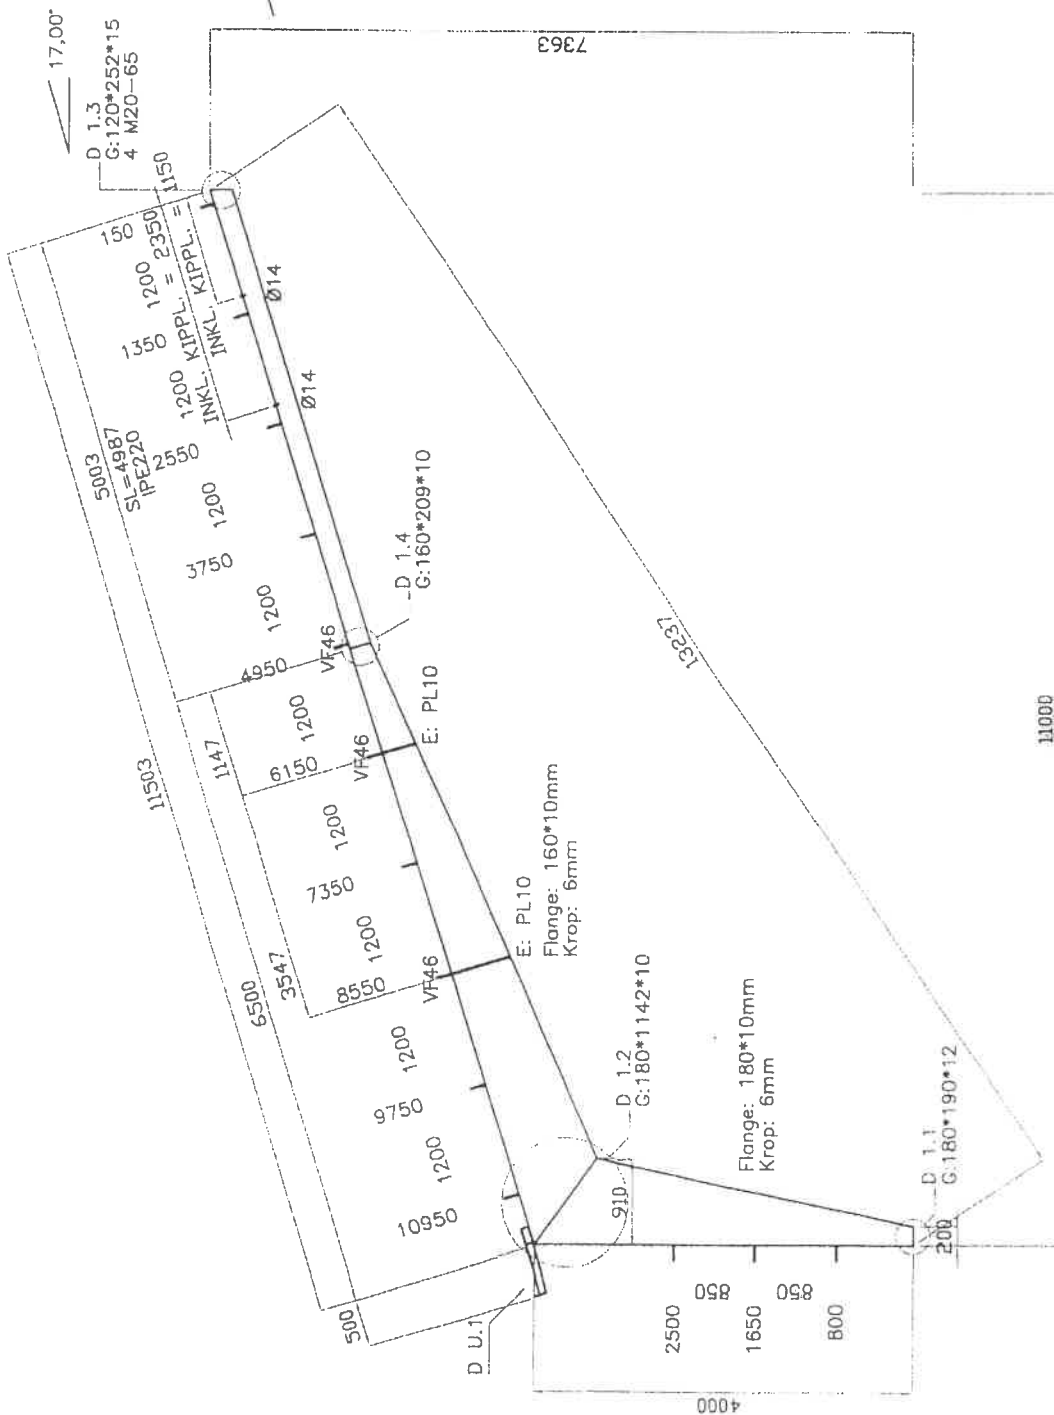 17,00°
D 1.3
G:120*252*15
4 M20-65
7363
150
1200
INKL. KIPPL. = 1150
1350
1200
INKL. KIPPL. = 2350
Ø14
Ø14
5003
SL=4987
IPE220
2550
1200
3750
1200
D 1.4
G:160*209*10
VF46
4950
1200
1147
6150
VF46
E: PL10
11503
1200
7350
1200
3547
8550
VF46
E: PL10
Flange: 160*10mm
Krop: 6mm
6500
1200
9750
1200
10950
500
D U.1
D 1.2
G:180*1142*10
910
Flange: 180*10mm
Krop: 6mm
D 1.1
G:180*190*12
200
850
850
2500
1650
800
4000
13237
11000